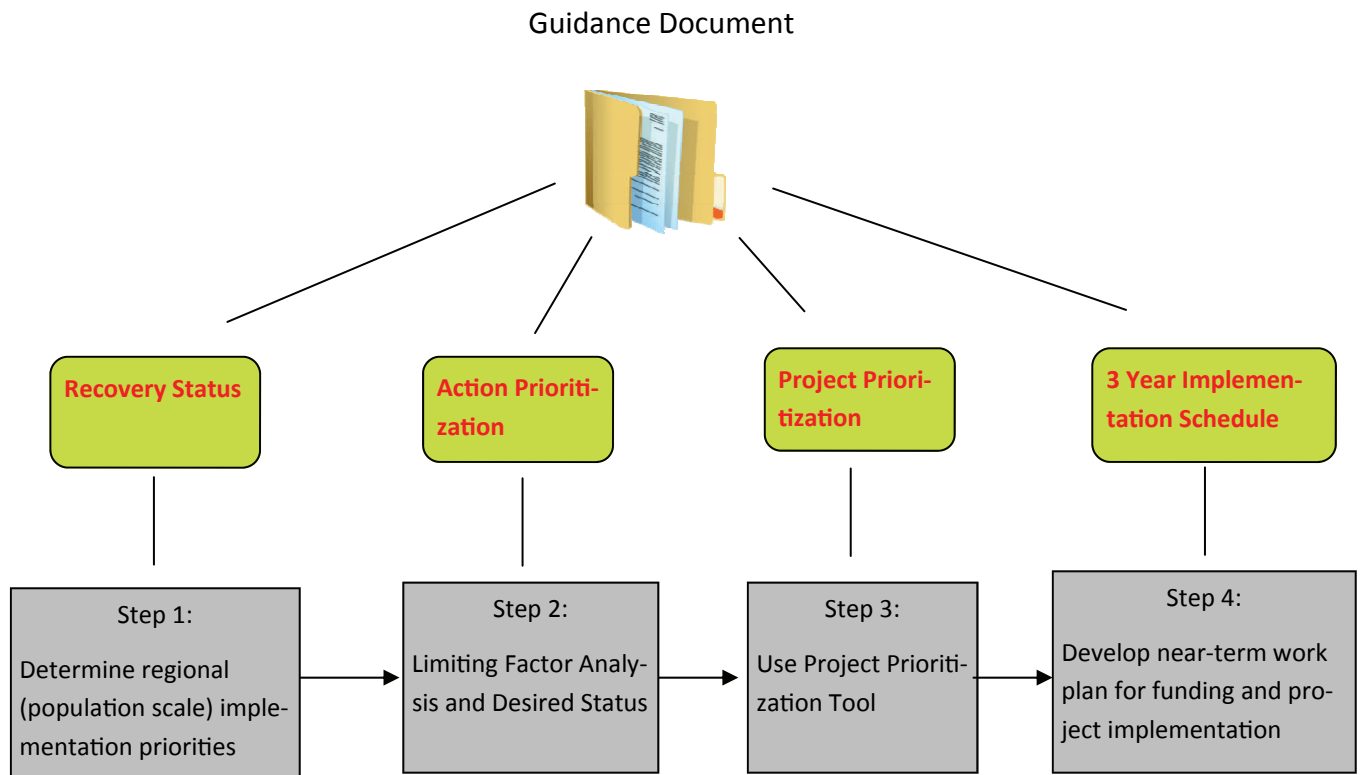 Guidance Document
Recovery Status
Action Prioriti-
zation
Project Priori-
tization
3 Year Implemen-
tation Schedule
Step 1:
Determine regional
(population scale) imple-
mentation priorities
Step 2:
Limiting Factor Analy-
sis and Desired Status
Step 3:
Use Project Prioriti-
zation Tool
Step 4:
Develop near-term work
plan for funding and pro-
ject implementation